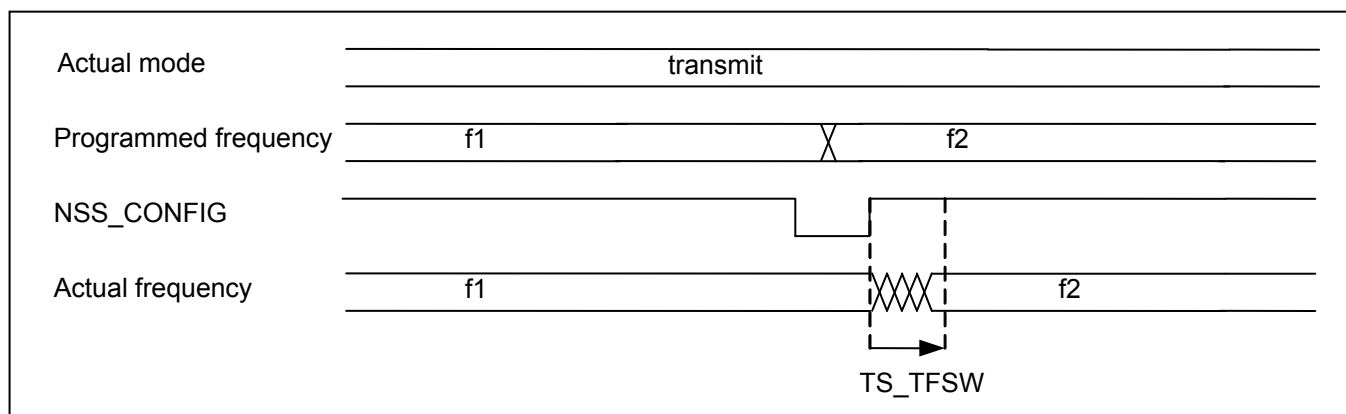 Actual mode
transmit
Programmed frequency
f1
f2
NSS_CONFIG
Actual frequency
f1
f2
TS_TFSW